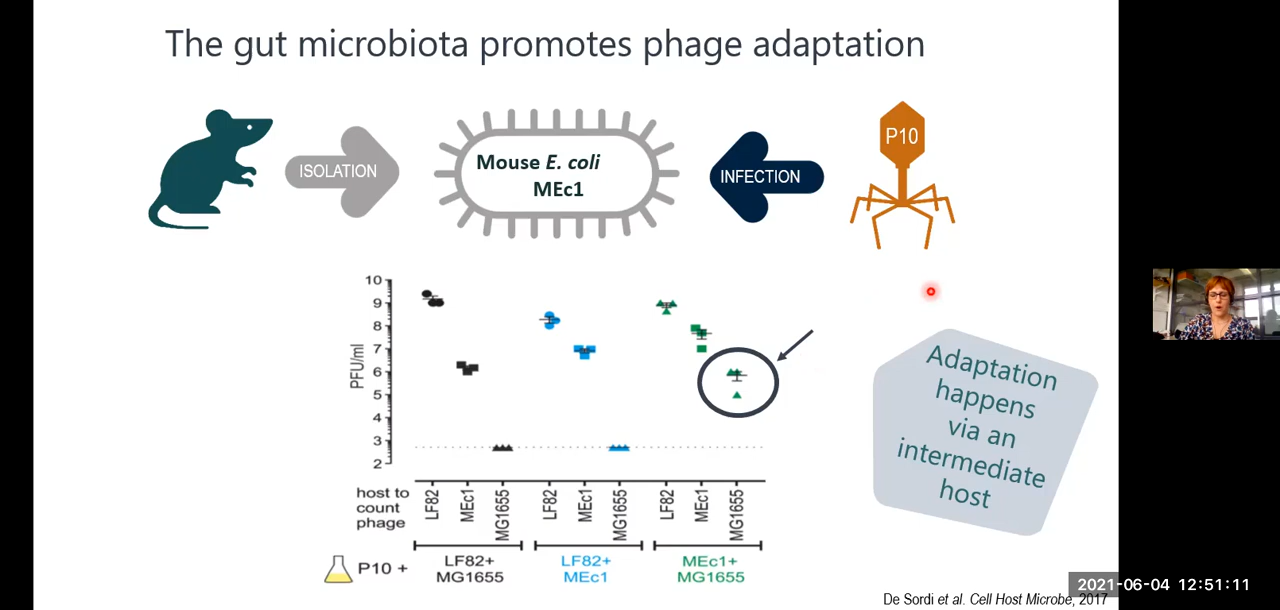 The gut microbiota promotes phage adaptation
ISOLATION
Mouse E. coli
MEc1
INFECTION
P10
10
9
8
7
6
5
4
3
2
PFU/ml
host to
count
phage
LF82
MEc1
MG1655
LF82
MEc1
MG1655
LF82
MEc1
MG1655
P10 +
LF82+
MG1655
LF82+
MEc1
MEc1+
MG1655
Adaptation
happens
via an
intermediate
host
2021-06-04 12:51:11
De Sordi et al. Cell Host Microbe, 2017